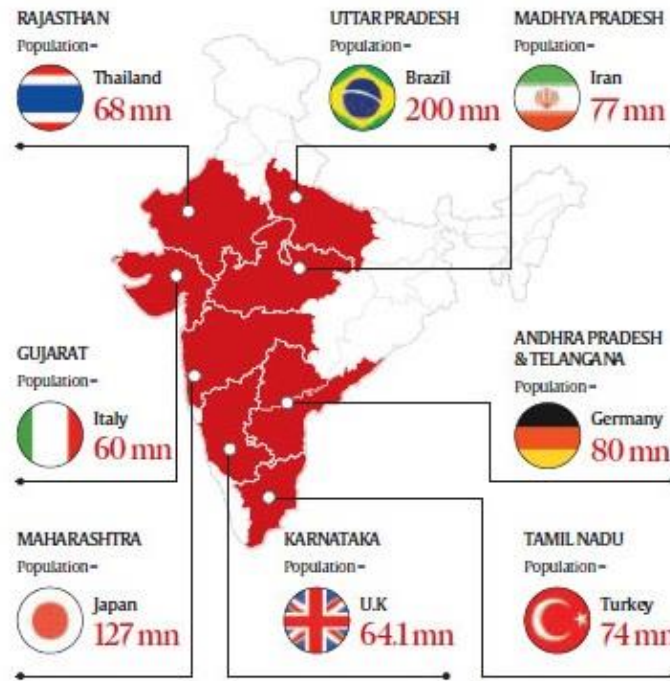 RAJASTHAN
Population=
Thailand
68 mn
UTTAR PRADESH
Population=
Brazil
200 mn
MADHYA PRADESH
Population=
Iran
77 mn
GUJARAT
Population=
Italy
60 mn
ANDHRA PRADESH
& TELANGANA
Population=
Germany
80 mn
MAHARASHTRA
Population=
Japan
127 mn
KARNATAKA
Population=
U.K
64.1 mn
TAMIL NADU
Population=
Turkey
74 mn